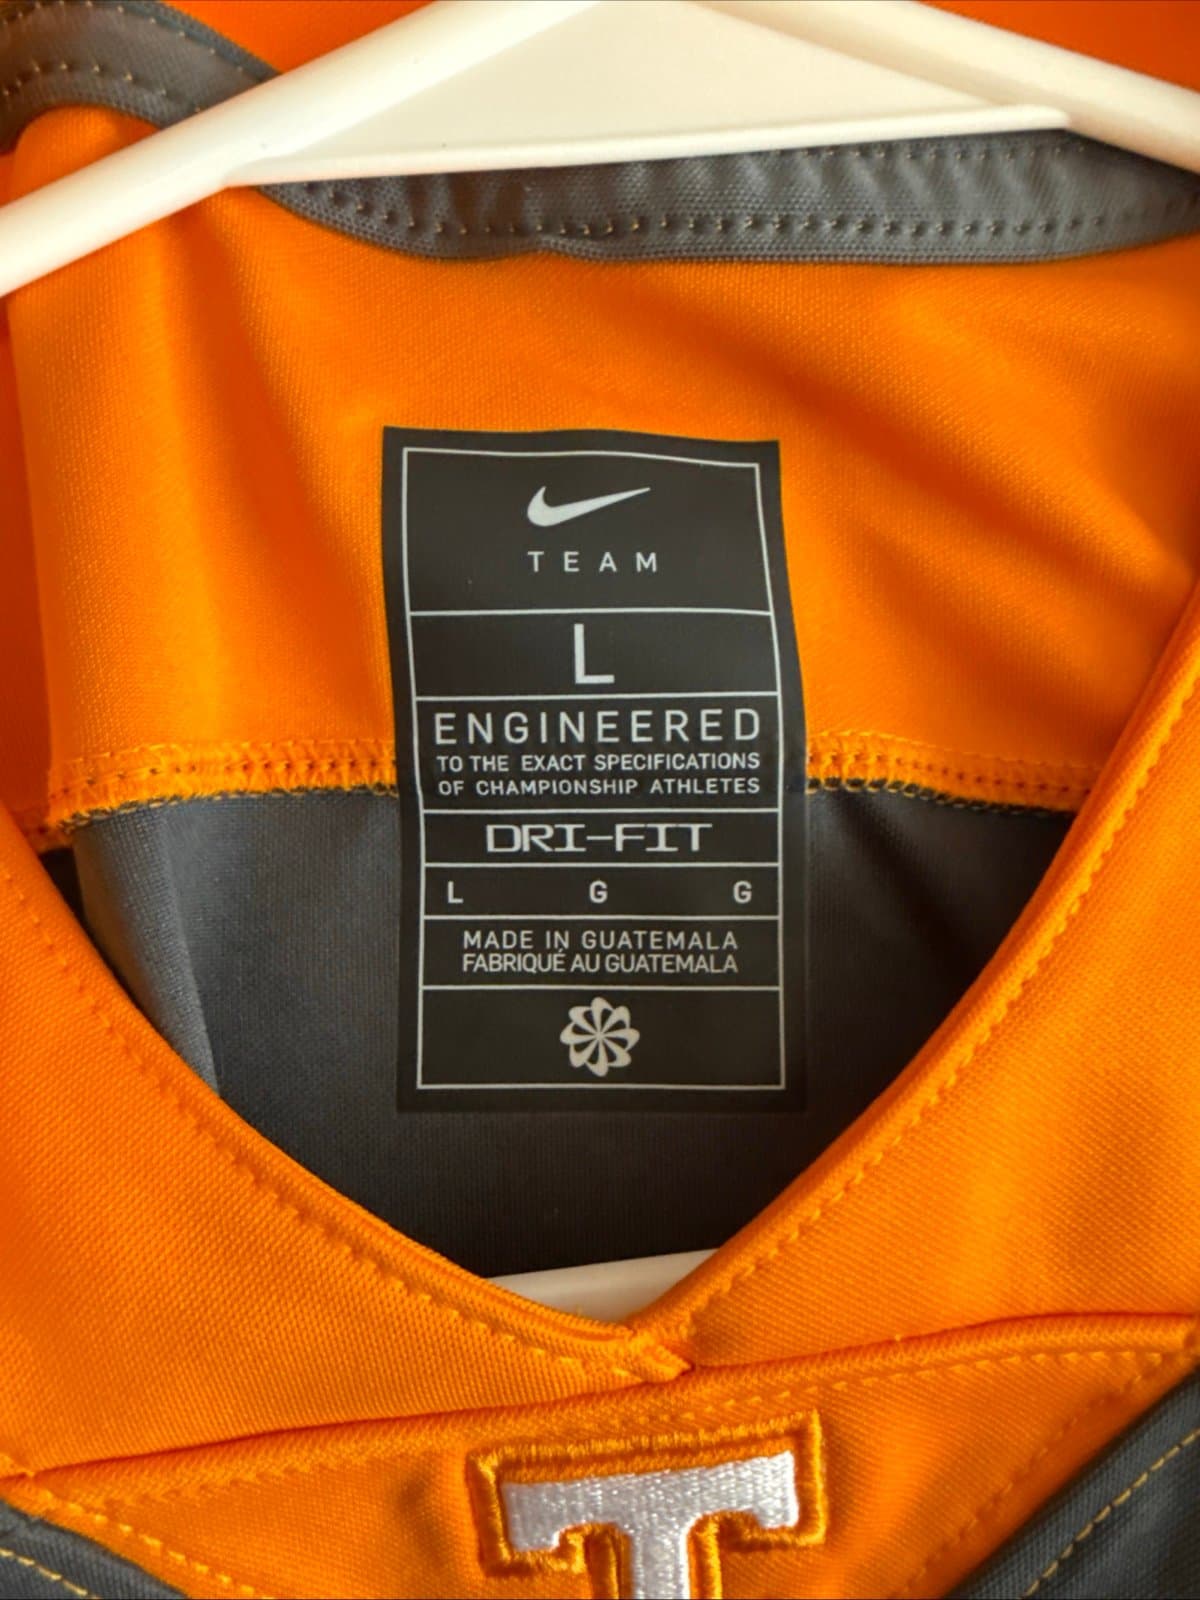 TEAM
L
ENGINEERED
TO THE EXACT SPECIFICATIONS
OF CHAMPIONSHIP ATHLETES
DRI-FIT
L G G
MADE IN GUATEMALA
FABRIQUÉ AU GUATEMALA
T